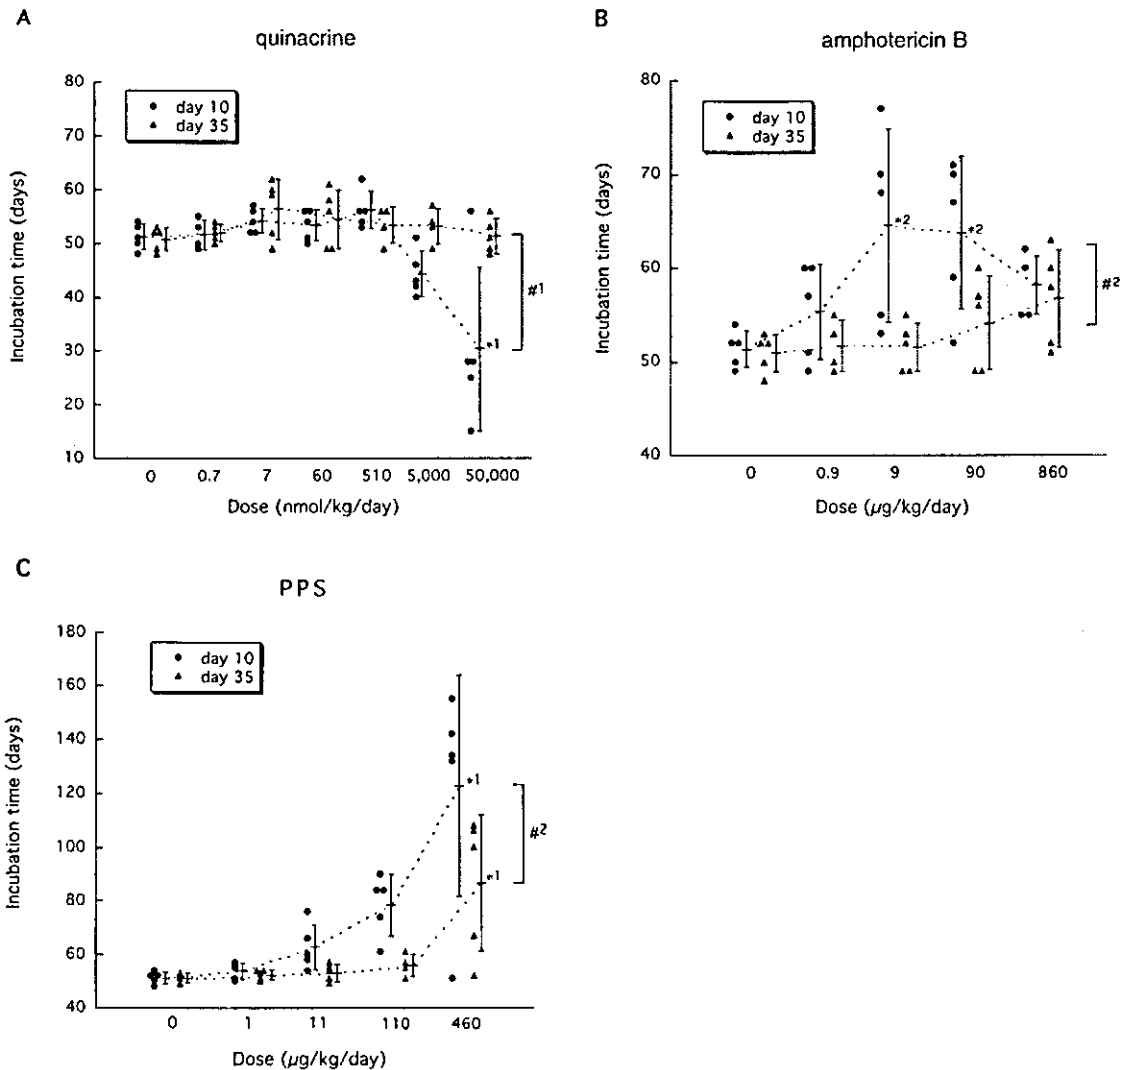 A
quinacrine
80
70
60
50
40
30
20
10
Incubation time (days)
day 10
day 35
*1
#1
0 0.7 7 60 510 5,000 50,000
Dose (nmol/kg/day)
B
amphotericin B
80
70
60
50
40
Incubation time (days)
day 10
day 35
*2
*2
#2
0 0.9 9 90 860
Dose (µg/kg/day)
C
PPS
180
160
140
120
100
80
60
40
Incubation time (days)
day 10
day 35
*1
*1
#2
0 1 11 110 460
Dose (µg/kg/day)